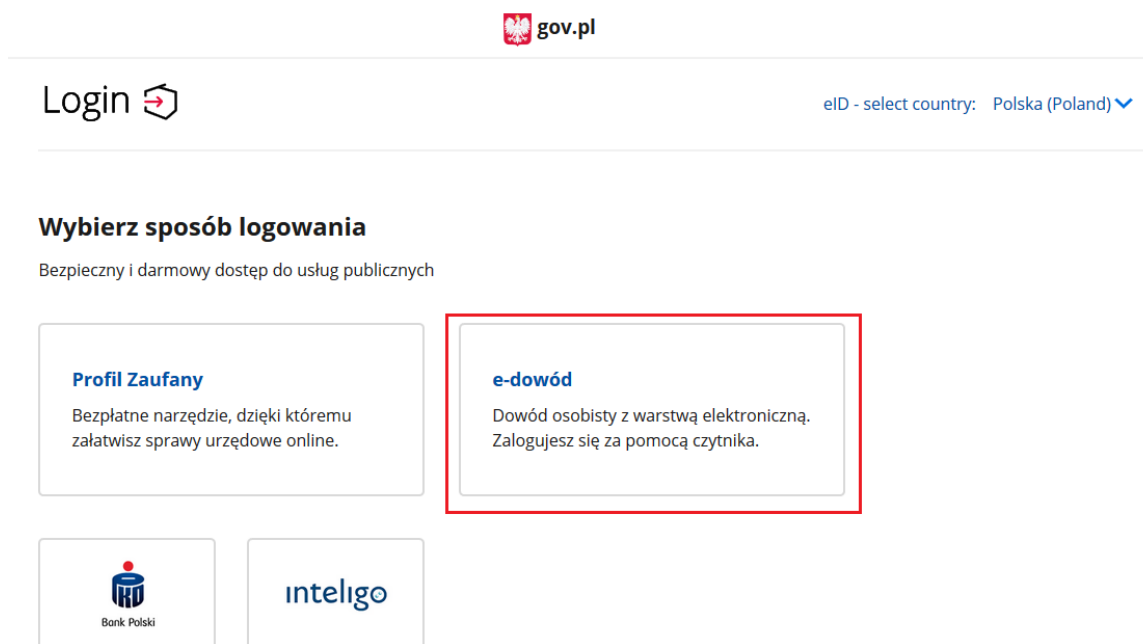 gov.pl
Login
eID - select country: Polska (Poland)
Wybierz sposób logowania
Bezpieczny i darmowy dostęp do usług publicznych
Profil Zaufany
Bezpłatne narzędzie, dzięki któremu
załatwisz sprawy urzędowe online.
e-dowód
Dowód osobisty z warstwą elektroniczną.
Zalogujesz się za pomocą czytnika.
PKO
Bank Polski
inteligo